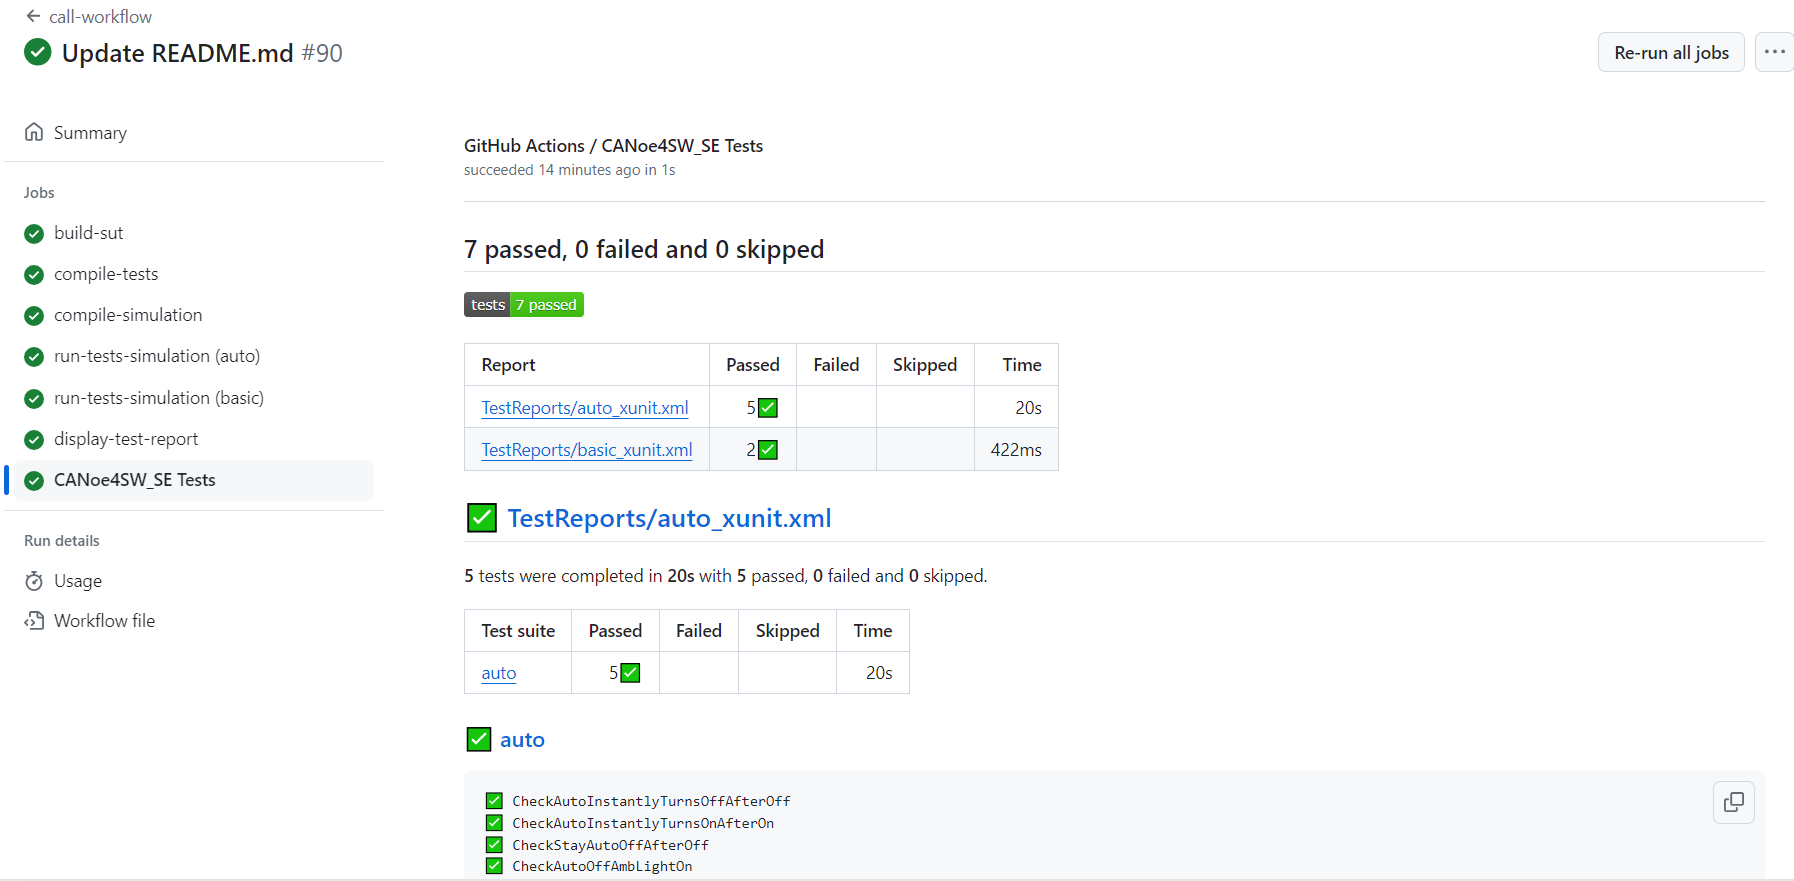 call-workflow
Update README.md #90
Re-run all jobs
Summary
Jobs
build-sut
compile-tests
compile-simulation
run-tests-simulation (auto)
run-tests-simulation (basic)
display-test-report
CANoe4SW_SE Tests
Run details
Usage
Workflow file
GitHub Actions / CANoe4SW_SE Tests
succeeded 14 minutes ago in 1s
7 passed, 0 failed and 0 skipped
tests 7 passed
Report Passed Failed Skipped Time
TestReports/auto_xunit.xml 5 20s
TestReports/basic_xunit.xml 2 422ms
TestReports/auto_xunit.xml
5 tests were completed in 20s with 5 passed, 0 failed and 0 skipped.
Test suite Passed Failed Skipped Time
auto 5 20s
auto
CheckAutoInstantlyTurnsOffAfterOff
CheckAutoInstantlyTurnsOnAfterOn
CheckStayAutoOffAfterOff
CheckAutoOffAmbLightOn